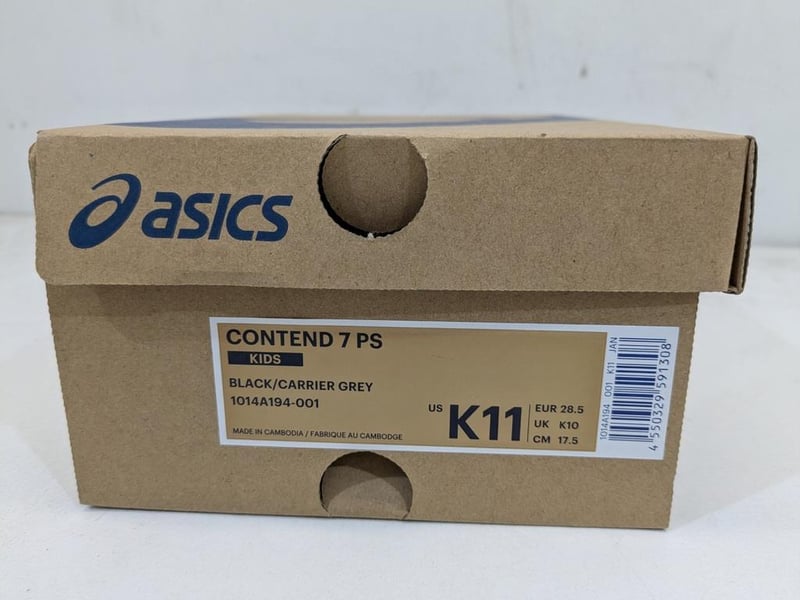 asics
CONTEND 7 PS
KIDS
BLACK/CARRIER GREY
1014A194-001
MADE IN CAMBODIA / FABRIQUE AU CAMBODGE
US K11
EUR 28.5
UK K10
CM 17.5
1014A194 001 K11 JAN
4 550329 591308